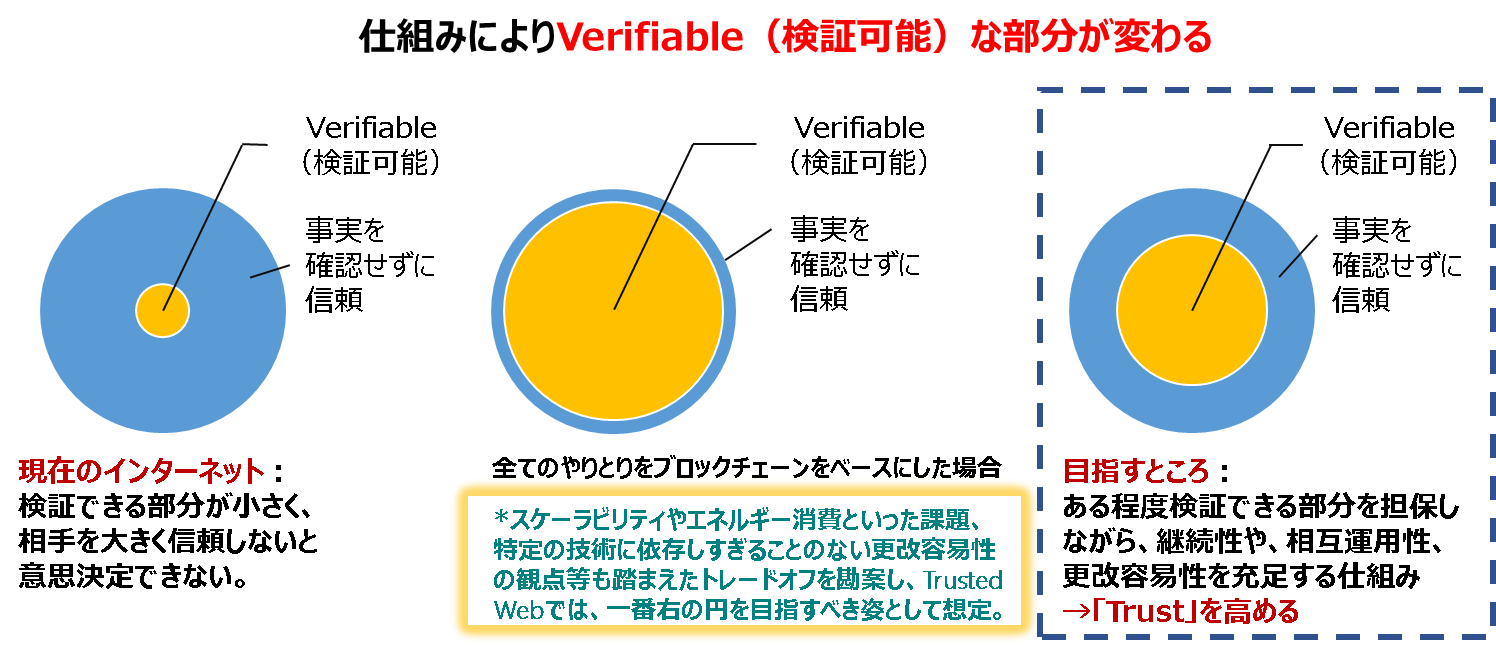 仕組みによりVerifiable（検証可能）な部分が変わる
Verifiable
（検証可能）
事実を
確認せずに
信頼
現在のインターネット：
検証できる部分が小さく、
相手を大きく信頼しないと
意思決定できない。
Verifiable
（検証可能）
事実を
確認せずに
信頼
全てのやりとりをブロックチェーンをベースにした場合
*スケーラビリティやエネルギー消費といった課題、
特定の技術に依存しすぎることのない更改容易性
の観点等も踏まえたトレードオフを勘案し、Trusted
Webでは、一番右の円を目指すべき姿として想定。
Verifiable
（検証可能）
事実を
確認せずに
信頼
目指すところ：
ある程度検証できる部分を担保し
ながら、継続性や、相互運用性、
更改容易性を充足する仕組み
→「Trust」を高める